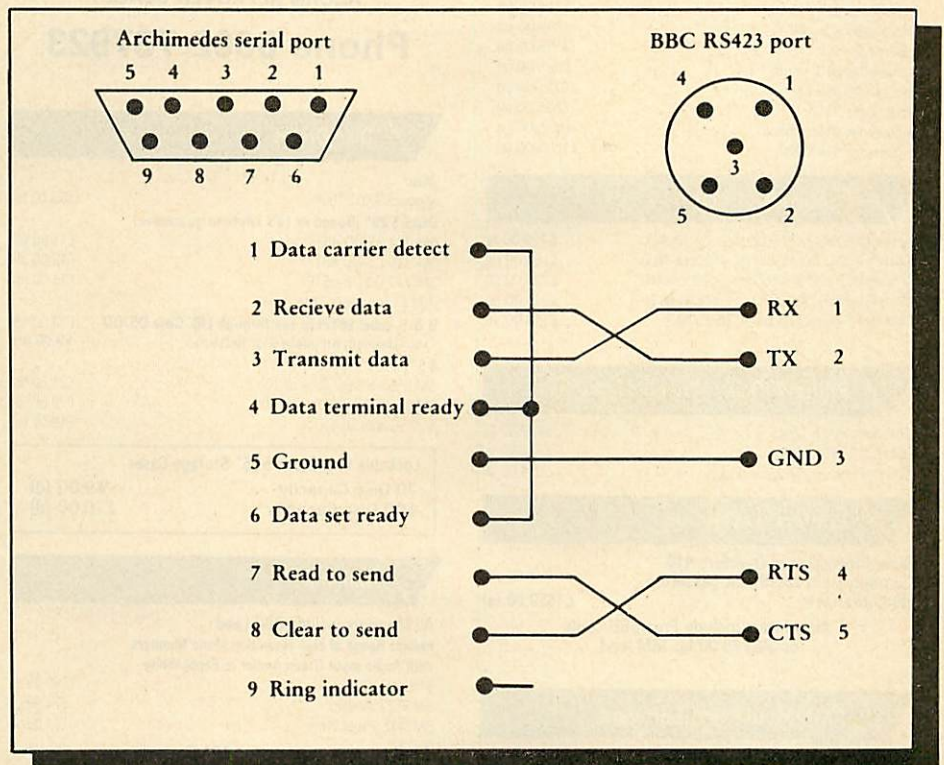 Archimedes serial port
BBC RS423 port
5 4 3 2 1
9 8 7 6
4 1
3
5 2
1 Data carrier detect
2 Recieve data RX 1
3 Transmit data TX 2
4 Data terminal ready
5 Ground GND 3
6 Data set ready
7 Read to send RTS 4
8 Clear to send CTS 5
9 Ring indicator